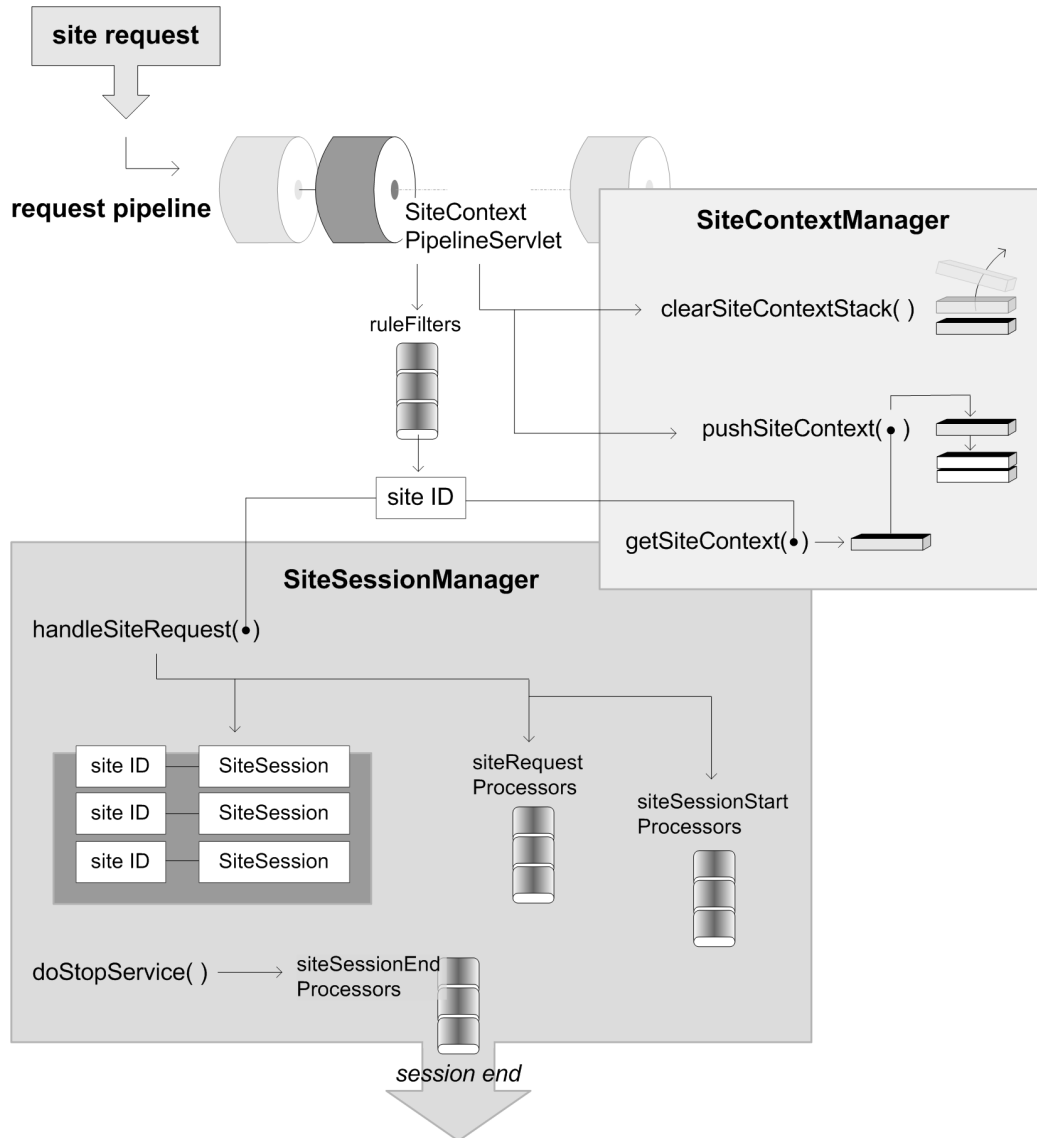 site request
request pipeline
SiteContext
PipelineServlet
SiteContextManager
clearSiteContextStack( )
ruleFilters
pushSiteContext( )
site ID
getSiteContext( )
SiteSessionManager
handleSiteRequest( )
site ID SiteSession
site ID SiteSession
site ID SiteSession
siteRequest
Processors
siteSessionStart
Processors
doStopService( )
siteSessionEnd
Processors
session end